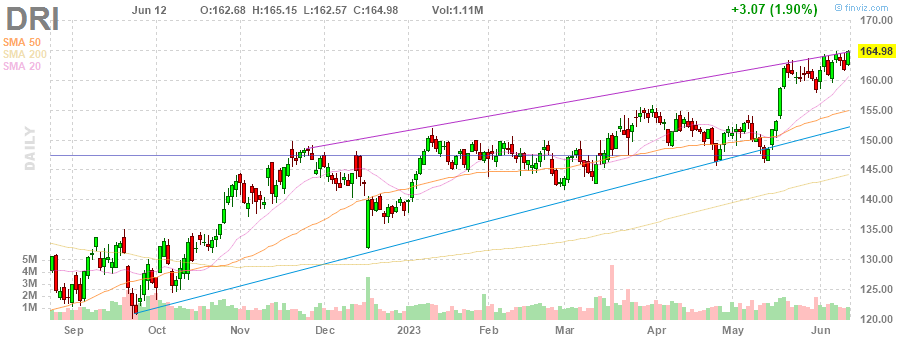 DRI
Jun 12 O:162.68 H:165.15 L:162.57 C:164.98 Vol:1.11M +3.07 (1.90%) © finviz.com
SMA 50
SMA 200
SMA 20
DAILY
170.00
164.98
160.00
155.00
150.00
145.00
140.00
135.00
130.00
125.00
120.00
5M
4M
3M
2M
1M
Sep Oct Nov Dec 2023 Feb Mar Apr May Jun